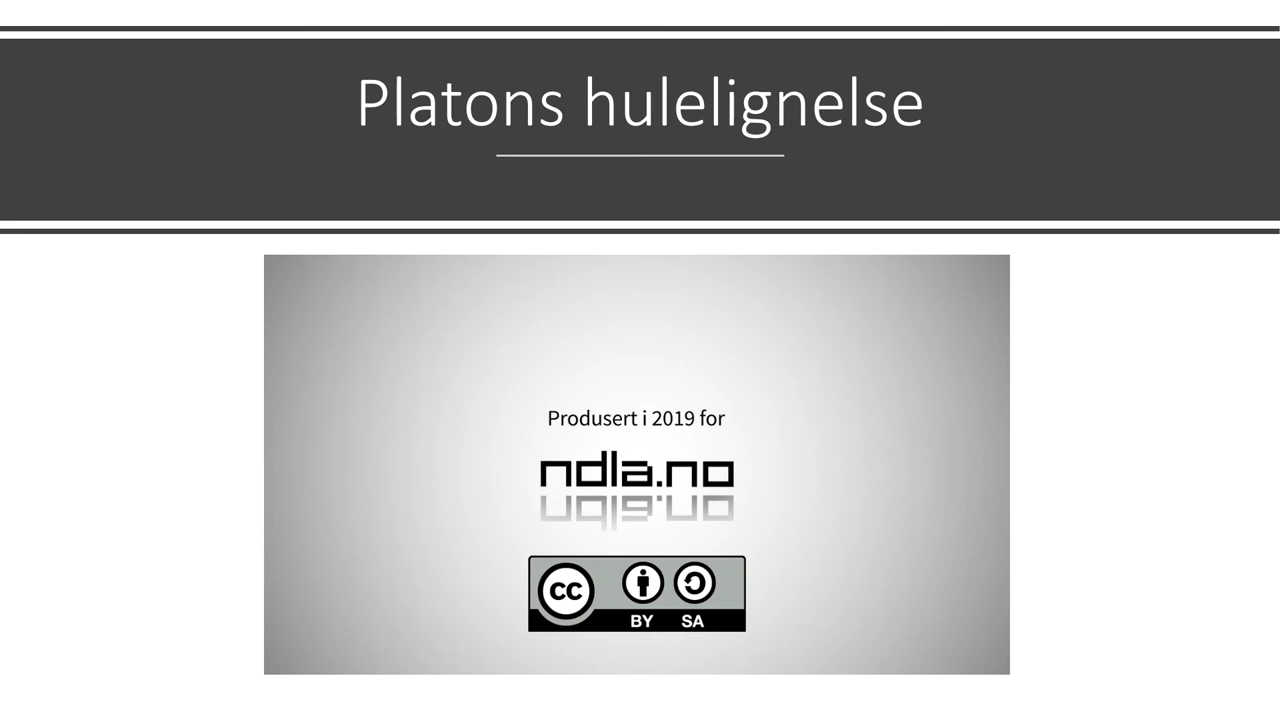 Platons hulelignelse
Produsert i 2019 for
ndla.no
CC
BY SA